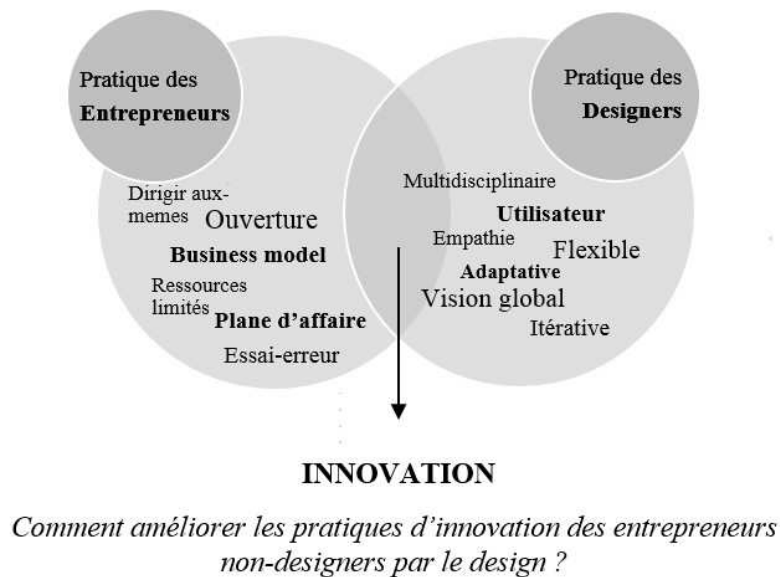 Pratique des
Entrepreneurs
Pratique des
Designers
Dirigir aux-
memes
Ouverture
Business model
Ressources
limités
Plane d’affaire
Essai-erreur
Multidisciplinaire
Utilisateur
Empathie
Flexible
Adaptative
Vision global
Itérative
INNOVATION
Comment améliorer les pratiques d’innovation des entrepreneurs
non-designers par le design ?